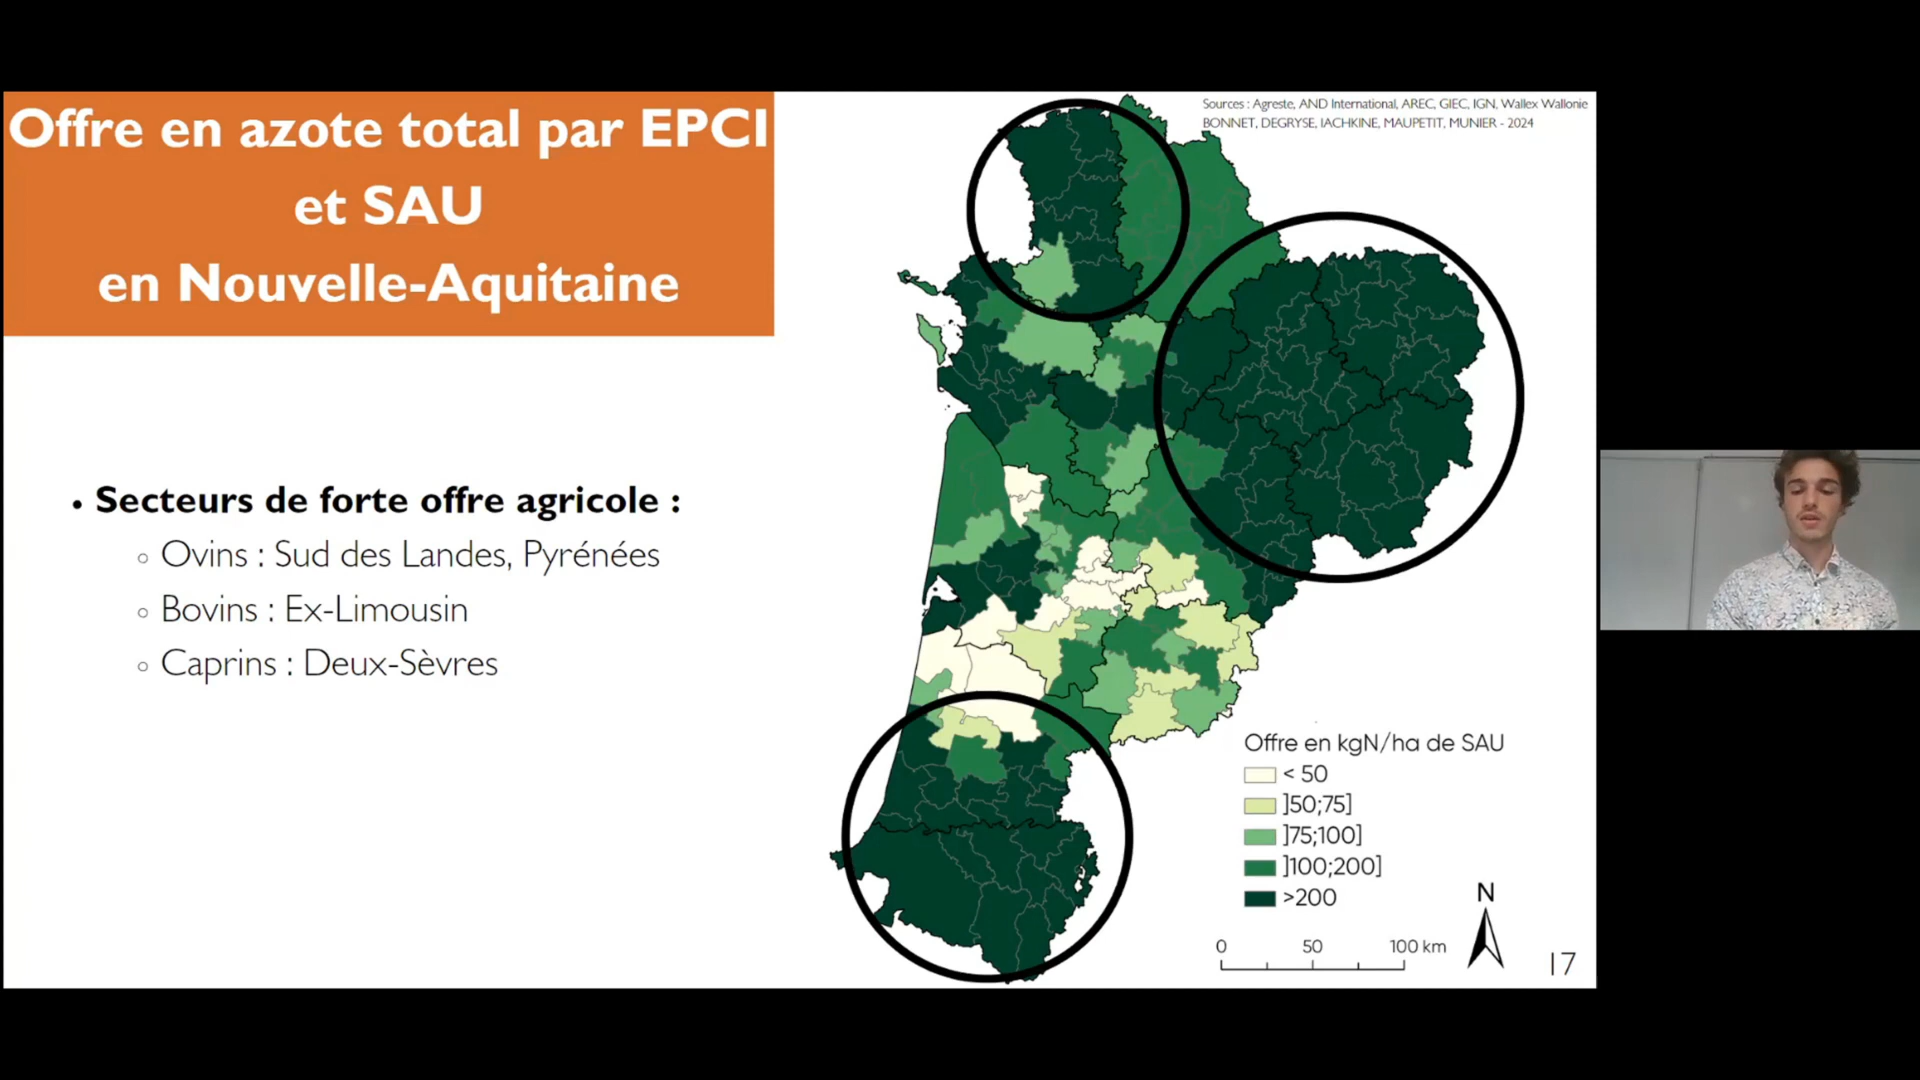 Offre en azote total par EPCI
et SAU
en Nouvelle-Aquitaine
Sources : Agreste, AND International, AREC, GIEC, IGN, Wallex Wallonie
BONNET, DEGRYSE, IACHKINE, MAUPETIT, MUNIER - 2024
• Secteurs de forte offre agricole :
○ Ovins : Sud des Landes, Pyrénées
○ Bovins : Ex-Limousin
○ Caprins : Deux-Sèvres
Offre en kgN/ha de SAU
< 50
]50;75]
]75;100]
]100;200]
>200
N
0 50 100 km
17